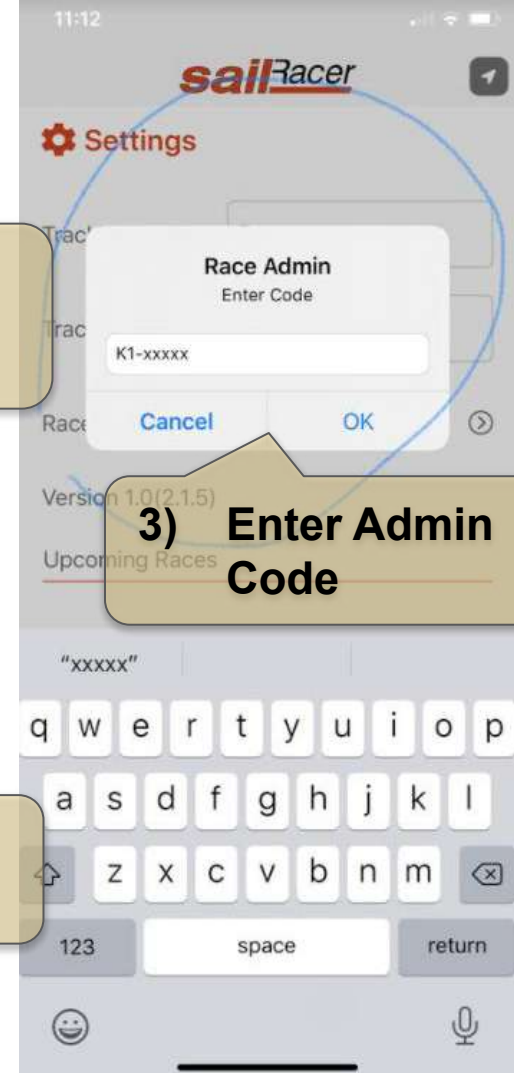 11:12
sailRacer
Settings
Trac
Race Admin
Enter Code
Trac
K1-xxxxx
Race
Cancel OK
Version 1.0(2.1.5)
3) Enter Admin
Code
Upcoming Races
“xxxxx”
q w e r t y u i o p
a s d f g h j k l
z x c v b n m
123 space return